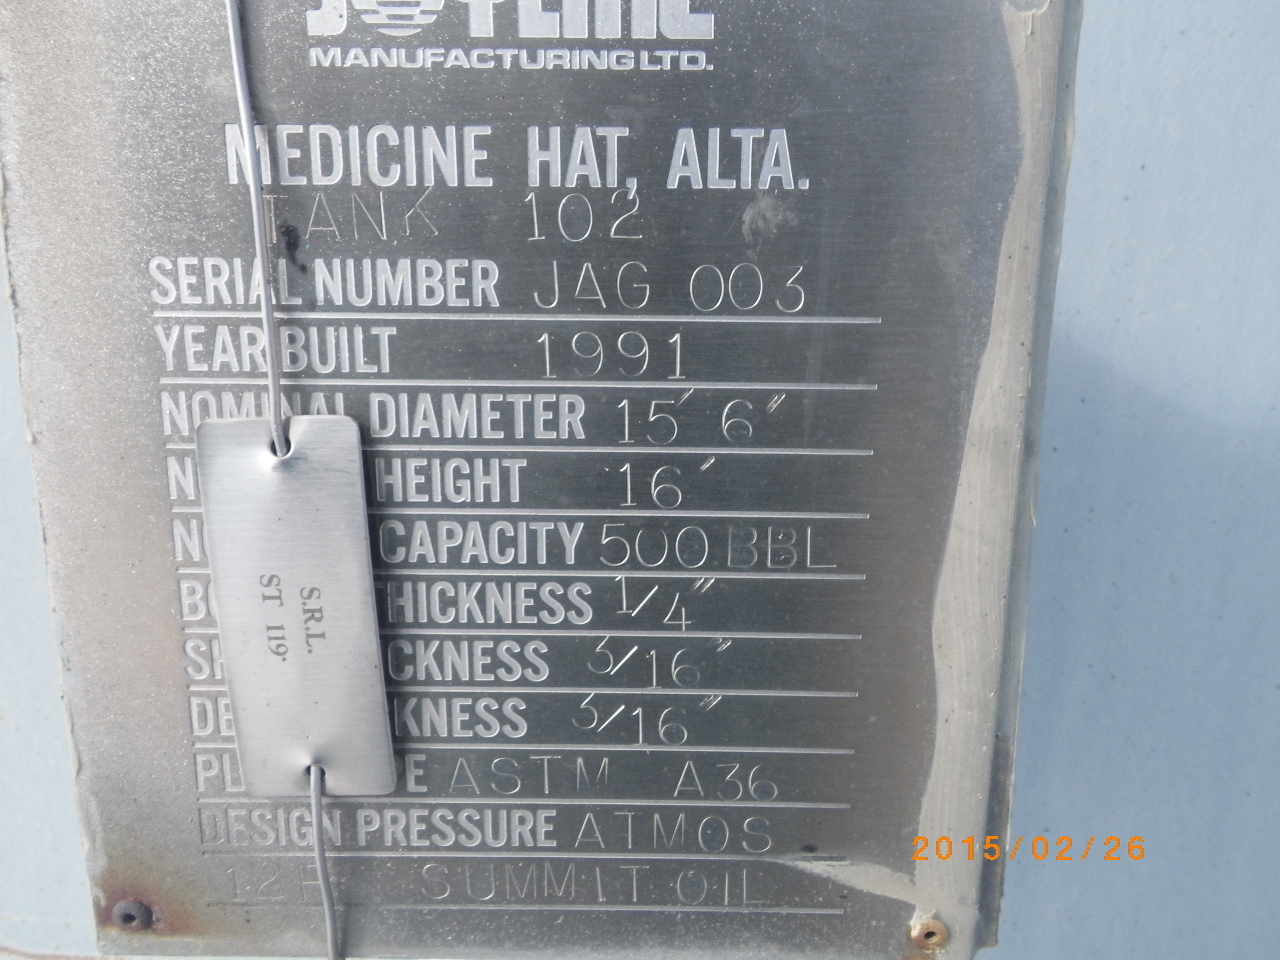 MANUFACTURING LTD.
MEDICINE HAT, ALTA.
TANK 102
SERIAL NUMBER JAG 003
YEAR BUILT 1991
NOMINAL DIAMETER 15' 6"
HEIGHT 16'
CAPACITY 500 BBL
THICKNESS 1/4"
3/16"
3/16"
ASTM A36
DESIGN PRESSURE ATMOS
SUMMIT OIL
S.R.L.
ST 119
2015/02/26